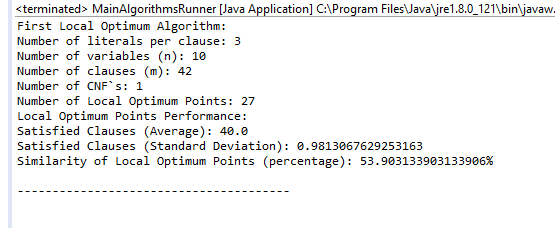 <terminated> MainAlgorithmsRunner [Java Application] C:\Program Files\Java\jre1.8.0_121\bin\javaw.
First Local Optimum Algorithm:
Number of literals per clause: 3
Number of variables (n): 10
Number of clauses (m): 42
Number of CNF`s: 1
Number of Local Optimum Points: 27
Local Optimum Points Performance:
Satisfied Clauses (Average): 40.0
Satisfied Clauses (Standard Deviation): 0.9813067629253163
Similarity of Local Optimum Points (percentage): 53.903133903133906%
---------------------------------------